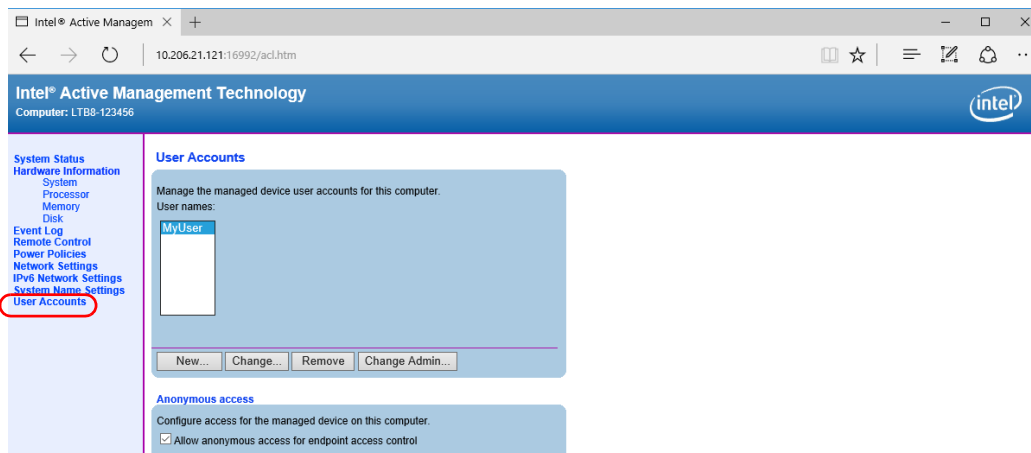 Intel® Active Managem
10.206.21.121:16992/acl.htm
Intel® Active Management Technology
Computer: LTB8-123456
intel
System Status
Hardware Information
System
Processor
Memory
Disk
Event Log
Remote Control
Power Policies
Network Settings
IPv6 Network Settings
System Name Settings
User Accounts
User Accounts
Manage the managed device user accounts for this computer.
User names:
MyUser
New... Change... Remove Change Admin...
Anonymous access
Configure access for the managed device on this computer.
Allow anonymous access for endpoint access control